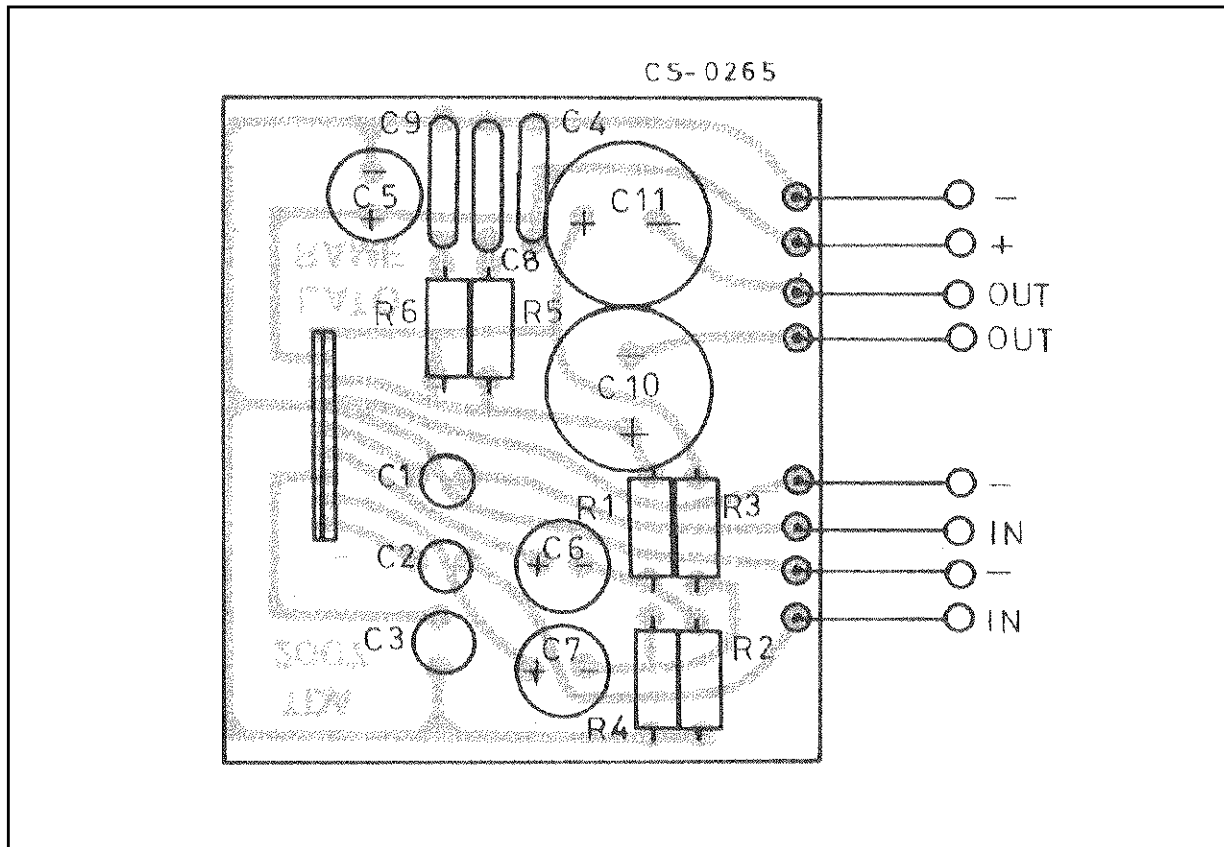 CS-0265
C9 C4
C5 C11 −
+
C8 OUT
R6 R5 OUT
C10
C1 −
R1 R3 IN
C2 + C6 − −
C3 IN
+ C7 − R2
R4